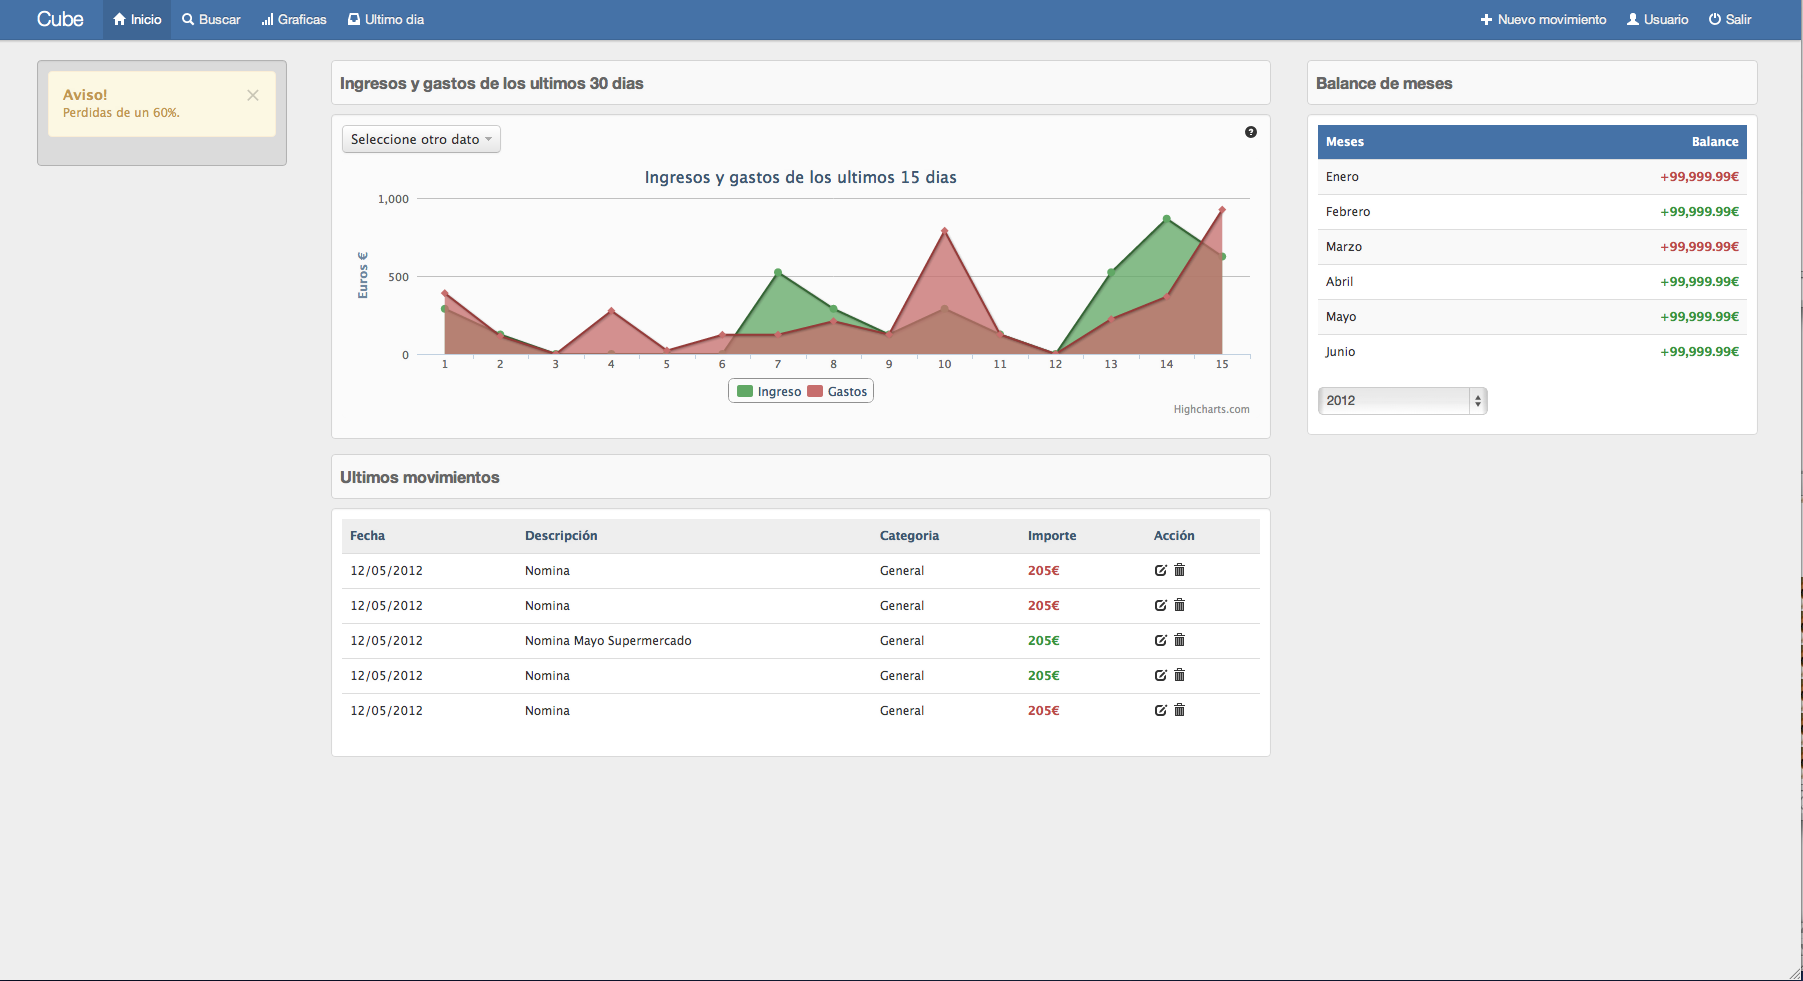 Cube Inicio Buscar Graficas Ultimo dia Nuevo movimiento Usuario Salir
Aviso! ×
Perdidas de un 60%.
Ingresos y gastos de los ultimos 30 dias
Seleccione otro dato
Ingresos y gastos de los ultimos 15 dias
Euros €
1,000
500
0
1 2 3 4 5 6 7 8 9 10 11 12 13 14 15
Ingreso Gastos
Highcharts.com
Ultimos movimientos
Fecha Descripción Categoria Importe Acción
12/05/2012 Nomina General 205€
12/05/2012 Nomina General 205€
12/05/2012 Nomina Mayo Supermercado General 205€
12/05/2012 Nomina General 205€
12/05/2012 Nomina General 205€
Balance de meses
Meses Balance
Enero +99,999.99€
Febrero +99,999.99€
Marzo +99,999.99€
Abril +99,999.99€
Mayo +99,999.99€
Junio +99,999.99€
2012